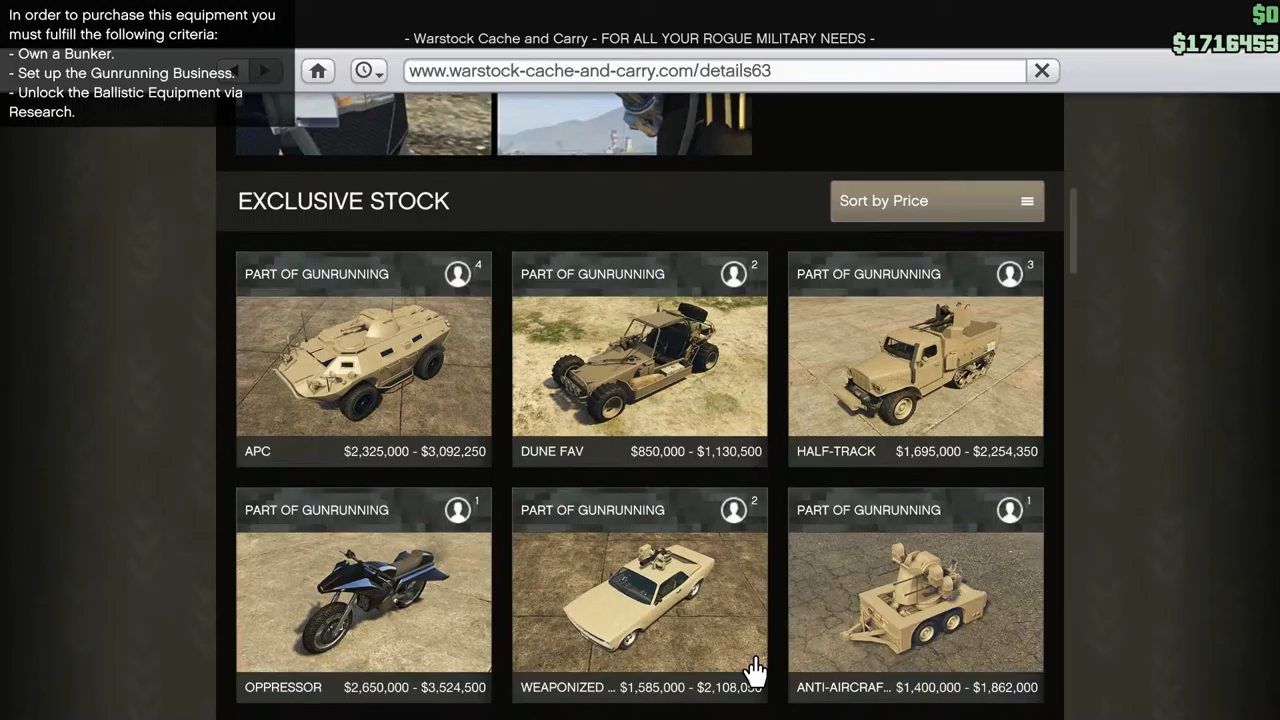 In order to purchase this equipment you
must fulfill the following criteria:
- Own a Bunker.
- Set up the Gunrunning Business.
- Unlock the Ballistic Equipment via
Research.
$0
$1716453
- Warstock Cache and Carry - FOR ALL YOUR ROGUE MILITARY NEEDS -
www.warstock-cache-and-carry.com/details63
EXCLUSIVE STOCK
Sort by Price
PART OF GUNRUNNING 4
PART OF GUNRUNNING 2
PART OF GUNRUNNING 3
APC $2,325,000 - $3,092,250
DUNE FAV $850,000 - $1,130,500
HALF-TRACK $1,695,000 - $2,254,350
PART OF GUNRUNNING 1
PART OF GUNRUNNING 2
PART OF GUNRUNNING 1
OPPRESSOR $2,650,000 - $3,524,500
WEAPONIZED ... $1,585,000 -
ANTI-AIRCRAF... $1,400,000 - $1,862,000